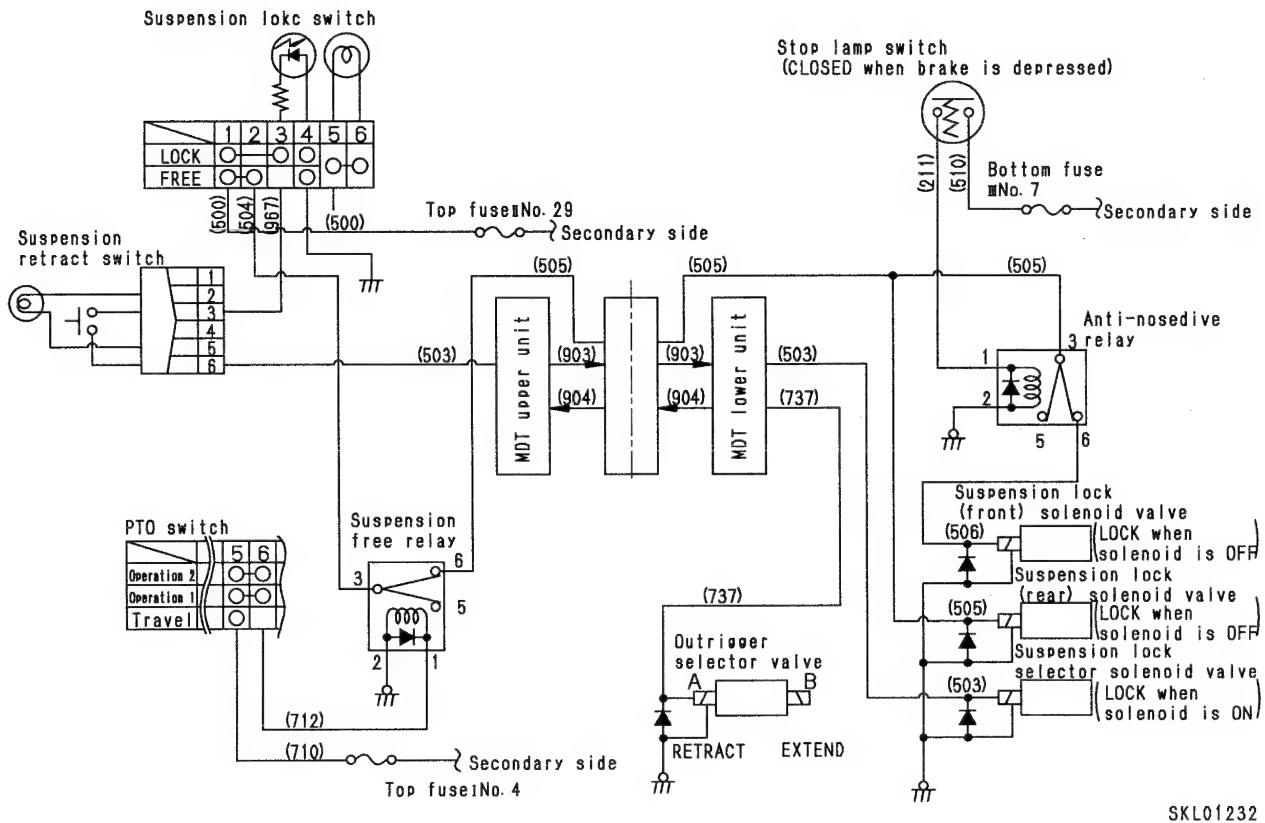 Suspension lokc switch
1 2 3 4 5 6
LOCK
FREE
(500)
(504)
(967)
(500)
Top fuseⅡNo. 29
Secondary side
Stop lamp switch
(CLOSED when brake is depressed)
(211)
(510)
Bottom fuse
ⅢNo. 7
Secondary side
Suspension
retract switch
1
2
3
4
5
6
(503)
(505)
(505)
(505)
MDT upper unit
(903)
(904)
(903)
(904)
MDT lower unit
(503)
(737)
Anti-nosedive
relay
3
1
2
5
6
PTO switch
5 6
Operation 2
Operation 1
Travel
Suspension
free relay
6
3
5
2
1
(712)
(710)
Secondary side
Top fuseⅠNo. 4
(737)
Outrigger
selector valve
A
B
RETRACT
EXTEND
Suspension lock
(front) solenoid valve
(506)
(LOCK when
solenoid is OFF)
Suspension lock
(rear) solenoid valve
(505)
(LOCK when
solenoid is OFF)
Suspension lock
selector solenoid valve
(503)
(LOCK when
solenoid is ON)
SKL01232